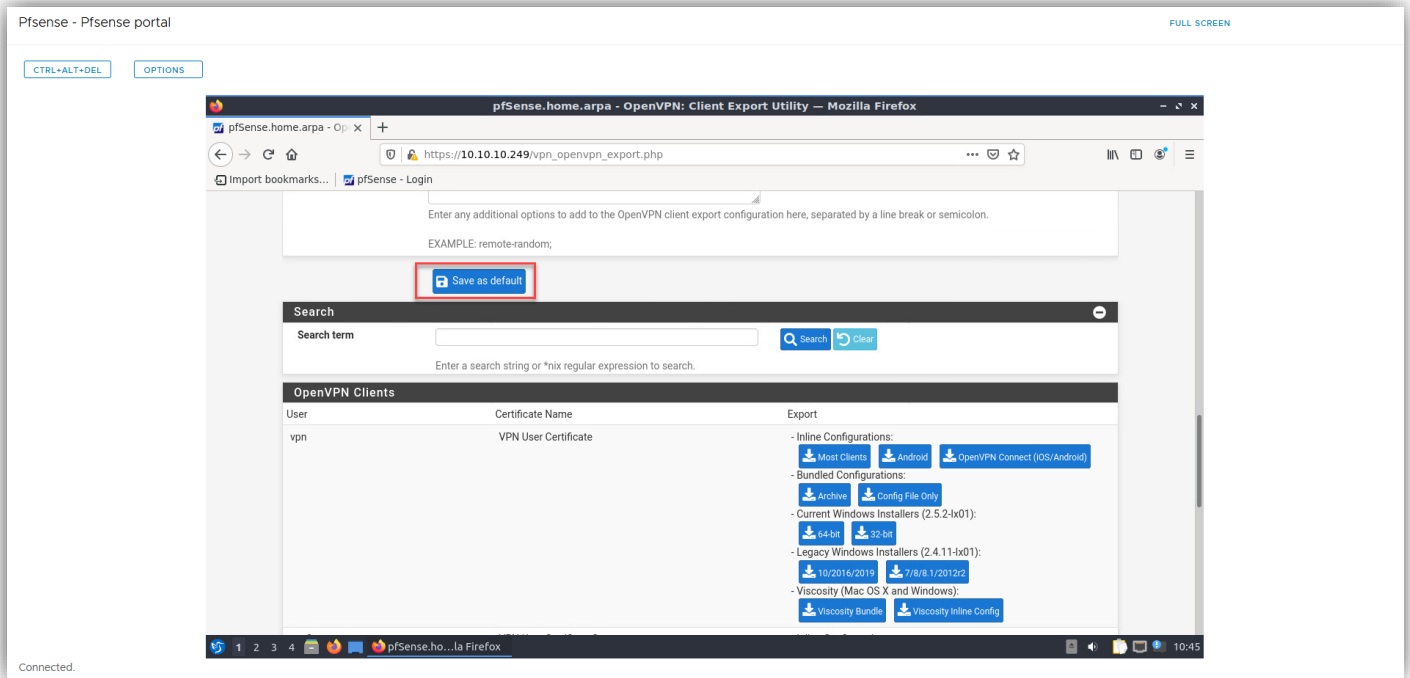 Pfsense - Pfsense portal
FULL SCREEN
CTRL+ALT+DEL OPTIONS
pfSense.home.arpa - OpenVPN: Client Export Utility — Mozilla Firefox
pfSense.home.arpa - Op
https://10.10.10.249/vpn_openvpn_export.php
Import bookmarks... pfSense - Login
Enter any additional options to add to the OpenVPN client export configuration here, separated by a line break or semicolon.
EXAMPLE: remote-random;
Save as default
Search
Search term Search Clear
Enter a search string or *nix regular expression to search.
OpenVPN Clients
User Certificate Name Export
vpn VPN User Certificate - Inline Configurations:
Most Clients Android OpenVPN Connect (iOS/Android)
- Bundled Configurations:
Archive Config File Only
- Current Windows Installers (2.5.2-Ix01):
64-bit 32-bit
- Legacy Windows Installers (2.4.11-Ix01):
10/2016/2019 7/8/8.1/2012r2
- Viscosity (Mac OS X and Windows):
Viscosity Bundle Viscosity Inline Config
1 2 3 4 pfSense.ho...la Firefox 10:45
Connected.